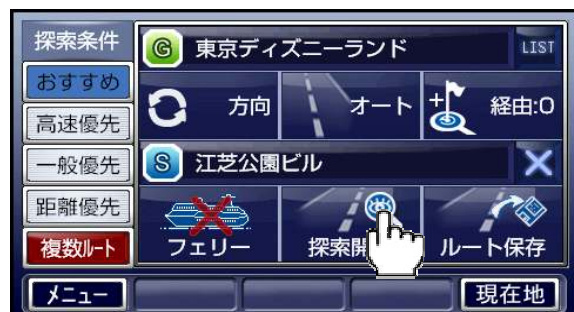 探索条件
G 東京ディズニーランド LIST
おすすめ
方向 オート 経由:0
高速優先
一般優先
S 江芝公園ビル
距離優先
フェリー 探索開 ルート保存
複数ルート
メニュー 現在地